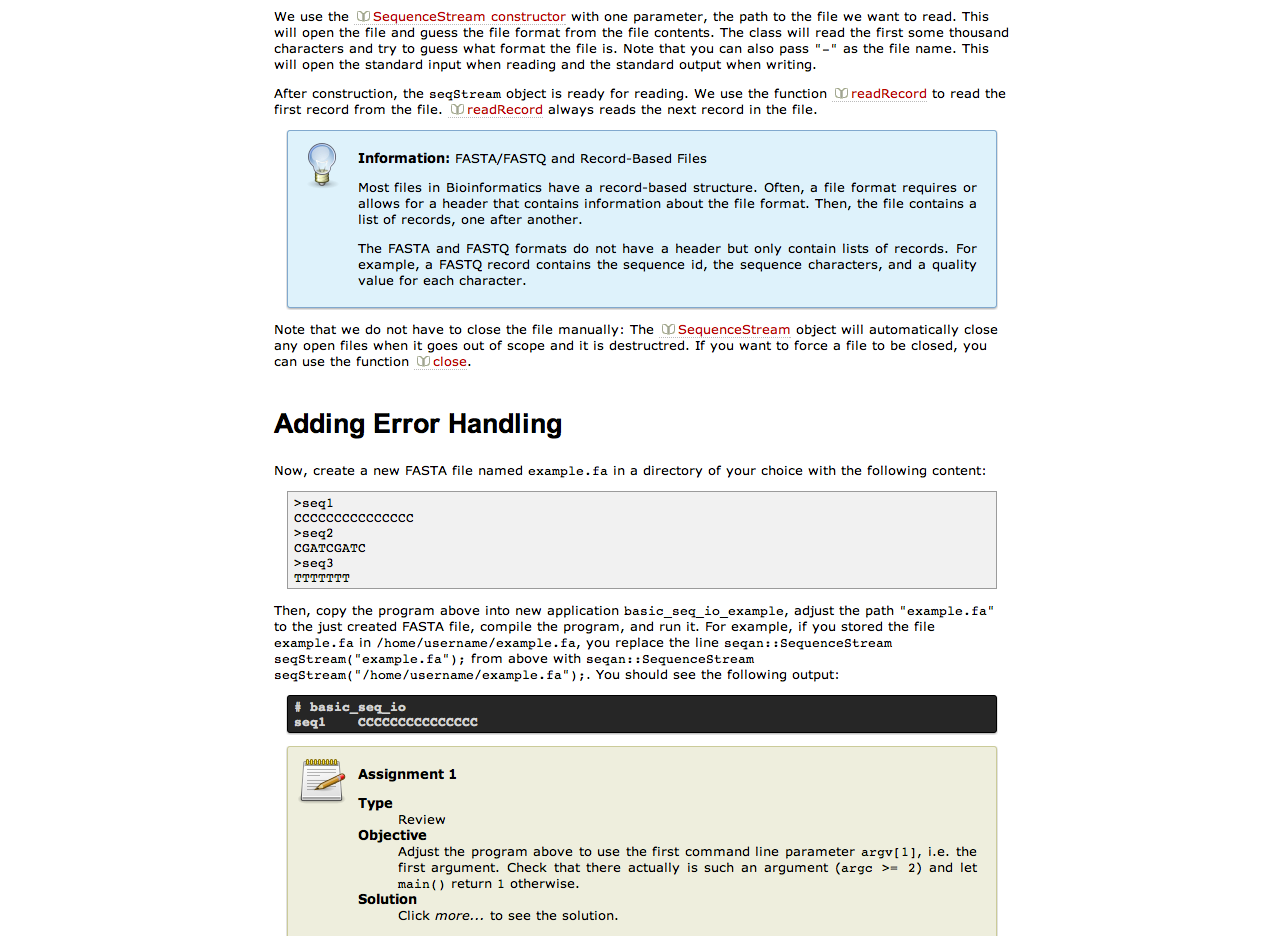 We use the SequenceStream constructor with one parameter, the path to the file we want to read. This
will open the file and guess the file format from the file contents. The class will read the first some thousand
characters and try to guess what format the file is. Note that you can also pass "-" as the file name. This
will open the standard input when reading and the standard output when writing.
After construction, the seqStream object is ready for reading. We use the function readRecord to read the
first record from the file. readRecord always reads the next record in the file.
Information: FASTA/FASTQ and Record-Based Files
Most files in Bioinformatics have a record-based structure. Often, a file format requires or
allows for a header that contains information about the file format. Then, the file contains a
list of records, one after another.
The FASTA and FASTQ formats do not have a header but only contain lists of records. For
example, a FASTQ record contains the sequence id, the sequence characters, and a quality
value for each character.
Note that we do not have to close the file manually: The SequenceStream object will automatically close
any open files when it goes out of scope and it is destructred. If you want to force a file to be closed, you
can use the function close.
Adding Error Handling
Now, create a new FASTA file named example.fa in a directory of your choice with the following content:
>seq1
CCCCCCCCCCCCCCC
>seq2
CGATCGATC
>seq3
TTTTTTT
Then, copy the program above into new application basic_seq_io_example, adjust the path "example.fa"
to the just created FASTA file, compile the program, and run it. For example, if you stored the file
example.fa in /home/username/example.fa, you replace the line seqan::SequenceStream
seqStream("example.fa"); from above with seqan::SequenceStream
seqStream("/home/username/example.fa");. You should see the following output:
# basic_seq_io
seq1    CCCCCCCCCCCCCCC
Assignment 1
Type
Review
Objective
Adjust the program above to use the first command line parameter argv[1], i.e. the
first argument. Check that there actually is such an argument (argc >= 2) and let
main() return 1 otherwise.
Solution
Click more... to see the solution.